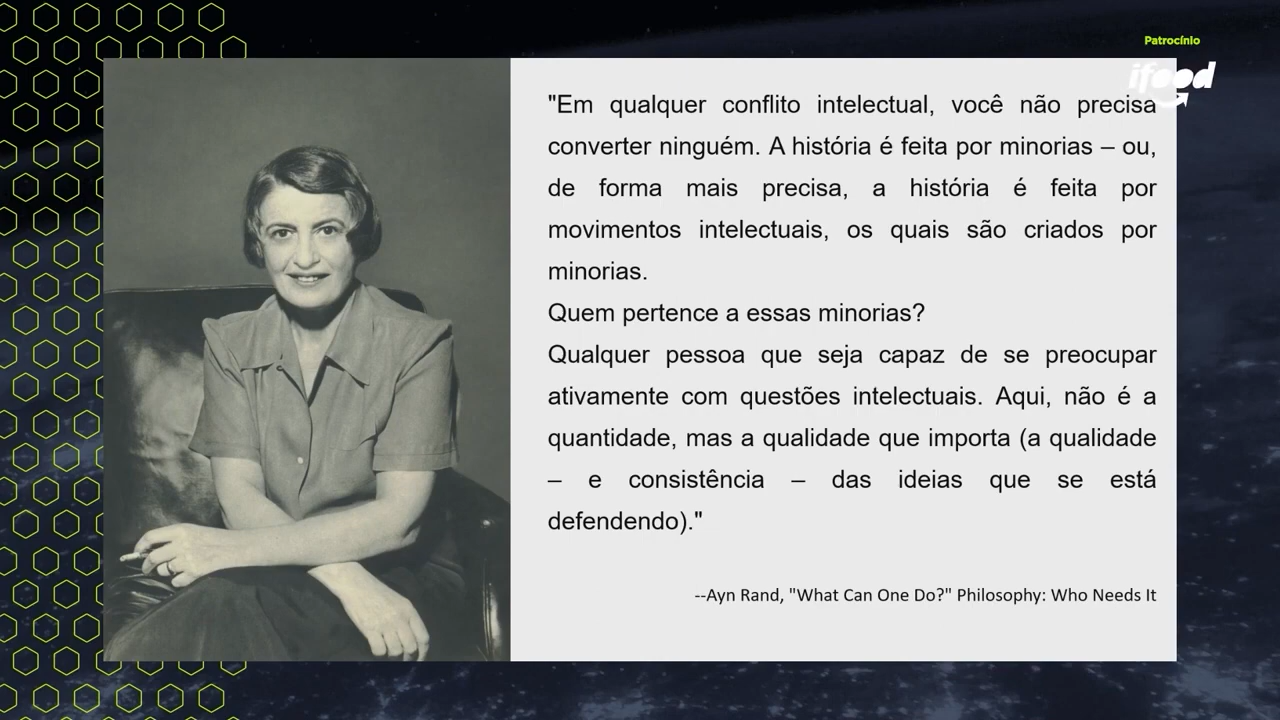 Patrocínio
ifood
"Em qualquer conflito intelectual, você não precisa
converter ninguém. A história é feita por minorias – ou,
de forma mais precisa, a história é feita por
movimentos intelectuais, os quais são criados por
minorias.
Quem pertence a essas minorias?
Qualquer pessoa que seja capaz de se preocupar
ativamente com questões intelectuais. Aqui, não é a
quantidade, mas a qualidade que importa (a qualidade
– e consistência – das ideias que se está
defendendo)."
--Ayn Rand, "What Can One Do?" Philosophy: Who Needs It